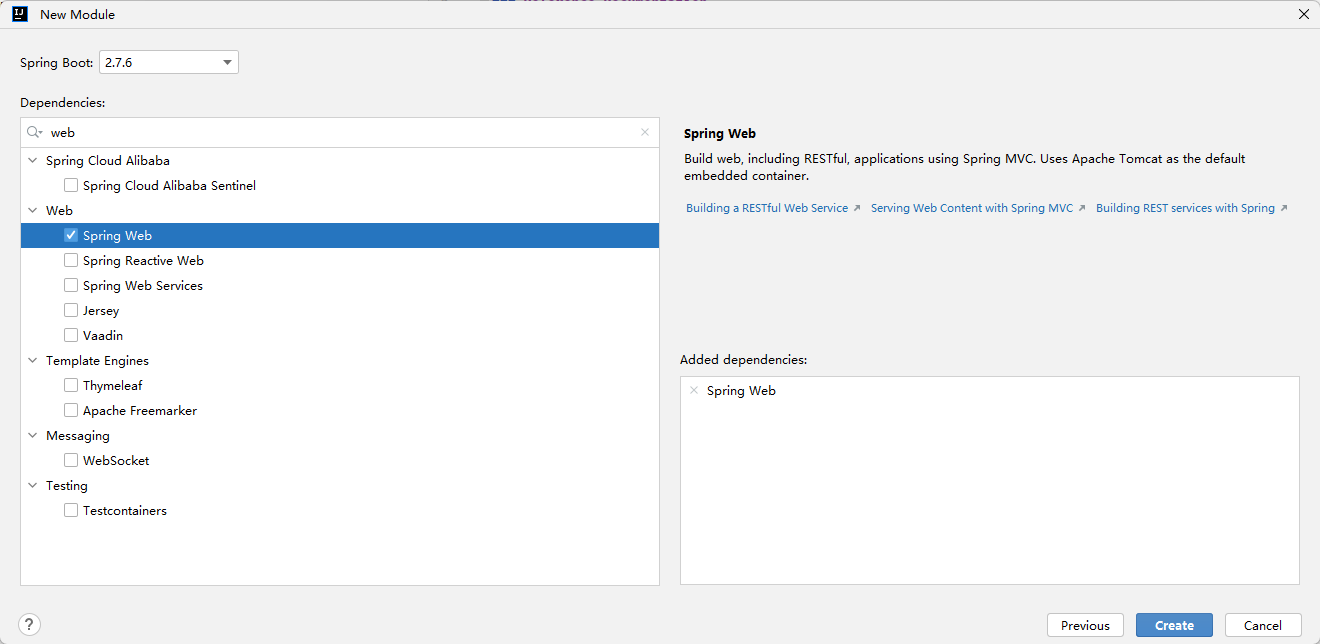 IJ New Module
Spring Boot: 2.7.6
Dependencies:
web
Spring Cloud Alibaba
Spring Cloud Alibaba Sentinel
Web
Spring Web
Spring Reactive Web
Spring Web Services
Jersey
Vaadin
Template Engines
Thymeleaf
Apache Freemarker
Messaging
WebSocket
Testing
Testcontainers
Spring Web
Build web, including RESTful, applications using Spring MVC. Uses Apache Tomcat as the default
embedded container.
Building a RESTful Web Service Serving Web Content with Spring MVC Building REST services with Spring
Added dependencies:
Spring Web
? Previous Create Cancel